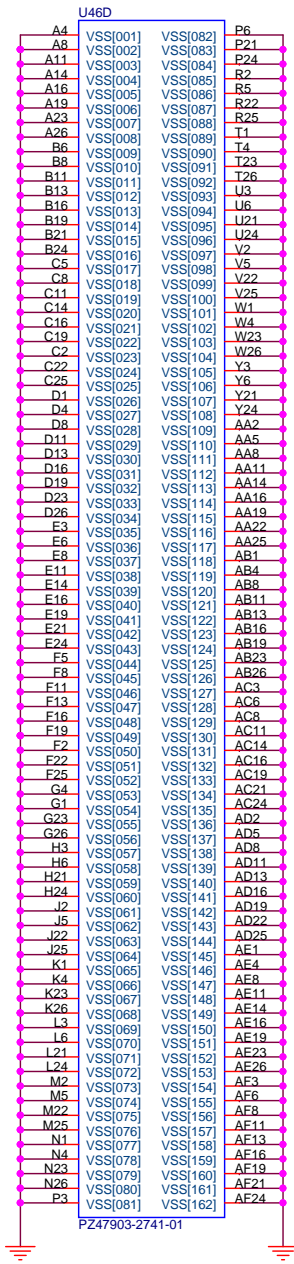 U46D
A4 VSS[001] VSS[082] P6
A8 VSS[002] VSS[083] P21
A11 VSS[003] VSS[084] P24
A14 VSS[004] VSS[085] R2
A16 VSS[005] VSS[086] R5
A19 VSS[006] VSS[087] R22
A23 VSS[007] VSS[088] R25
A26 VSS[008] VSS[089] T1
B6 VSS[009] VSS[090] T4
B8 VSS[010] VSS[091] T23
B11 VSS[011] VSS[092] T26
B13 VSS[012] VSS[093] U3
B16 VSS[013] VSS[094] U6
B19 VSS[014] VSS[095] U21
B21 VSS[015] VSS[096] U24
B24 VSS[016] VSS[097] V2
C5 VSS[017] VSS[098] V5
C8 VSS[018] VSS[099] V22
C11 VSS[019] VSS[100] V25
C14 VSS[020] VSS[101] W1
C16 VSS[021] VSS[102] W4
C19 VSS[022] VSS[103] W23
C2 VSS[023] VSS[104] W26
C22 VSS[024] VSS[105] Y3
C25 VSS[025] VSS[106] Y6
D1 VSS[026] VSS[107] Y21
D4 VSS[027] VSS[108] Y24
D8 VSS[028] VSS[109] AA2
D11 VSS[029] VSS[110] AA5
D13 VSS[030] VSS[111] AA8
D16 VSS[031] VSS[112] AA11
D19 VSS[032] VSS[113] AA14
D23 VSS[033] VSS[114] AA16
D26 VSS[034] VSS[115] AA19
E3 VSS[035] VSS[116] AA22
E6 VSS[036] VSS[117] AA25
E8 VSS[037] VSS[118] AB1
E11 VSS[038] VSS[119] AB4
E14 VSS[039] VSS[120] AB8
E16 VSS[040] VSS[121] AB11
E19 VSS[041] VSS[122] AB13
E21 VSS[042] VSS[123] AB16
E24 VSS[043] VSS[124] AB19
F5 VSS[044] VSS[125] AB23
F8 VSS[045] VSS[126] AB26
F11 VSS[046] VSS[127] AC3
F13 VSS[047] VSS[128] AC6
F16 VSS[048] VSS[129] AC8
F19 VSS[049] VSS[130] AC11
F2 VSS[050] VSS[131] AC14
F22 VSS[051] VSS[132] AC16
F25 VSS[052] VSS[133] AC19
G4 VSS[053] VSS[134] AC21
G1 VSS[054] VSS[135] AC24
G23 VSS[055] VSS[136] AD2
G26 VSS[056] VSS[137] AD5
H3 VSS[057] VSS[138] AD8
H6 VSS[058] VSS[139] AD11
H21 VSS[059] VSS[140] AD13
H24 VSS[060] VSS[141] AD16
J2 VSS[061] VSS[142] AD19
J5 VSS[062] VSS[143] AD22
J22 VSS[063] VSS[144] AD25
J25 VSS[064] VSS[145] AE1
K1 VSS[065] VSS[146] AE4
K4 VSS[066] VSS[147] AE8
K23 VSS[067] VSS[148] AE11
K26 VSS[068] VSS[149] AE14
L3 VSS[069] VSS[150] AE16
L6 VSS[070] VSS[151] AE19
L21 VSS[071] VSS[152] AE23
L24 VSS[072] VSS[153] AE26
M2 VSS[073] VSS[154] AF3
M5 VSS[074] VSS[155] AF6
M22 VSS[075] VSS[156] AF8
M25 VSS[076] VSS[157] AF11
N1 VSS[077] VSS[158] AF13
N4 VSS[078] VSS[159] AF16
N23 VSS[079] VSS[160] AF19
N26 VSS[080] VSS[161] AF21
P3 VSS[081] VSS[162] AF24
PZ47903-2741-01